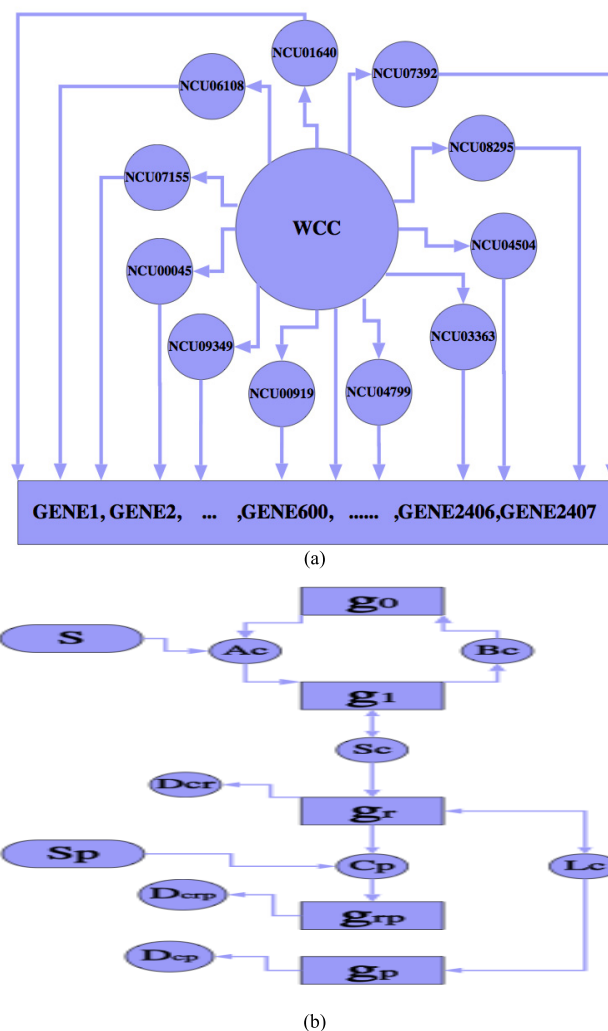 NCU01640
NCU07392
NCU06108
NCU08295
NCU07155
WCC
NCU04504
NCU00045
NCU03363
NCU09349
NCU00919
NCU04799
GENE1, GENE2, ... ,GENE600, ...... ,GENE2406,GENE2407
(a)
g0
S
Ac
Bc
g1
Sc
Dcr
gr
Sp
Cp
Lc
Dcrp
grp
Dcp
gp
(b)